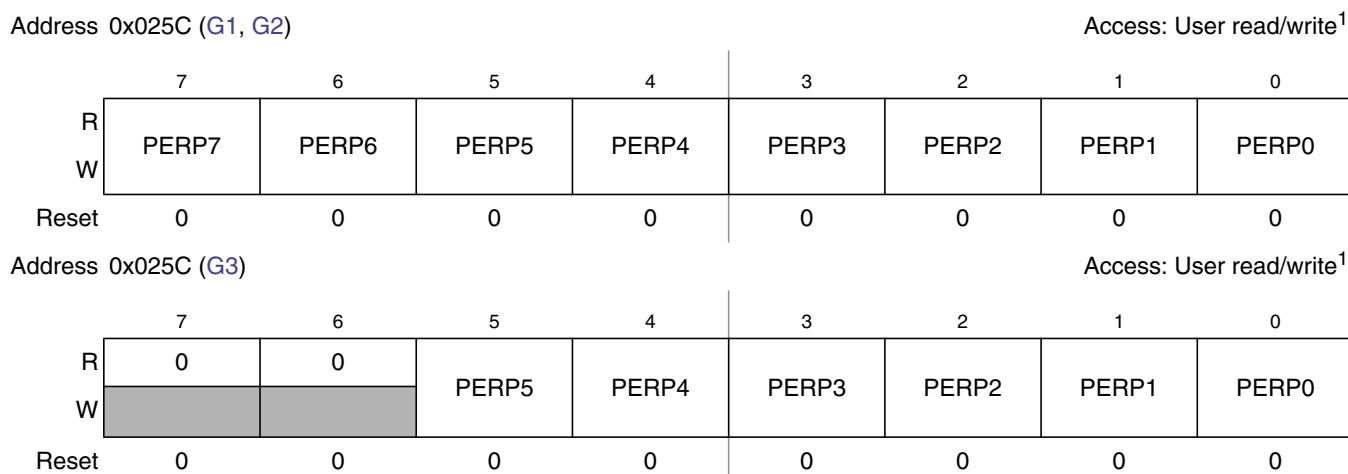 Address 0x025C (G1, G2) Access: User read/write1
7 6 5 4 3 2 1 0
R
PERP7 PERP6 PERP5 PERP4 PERP3 PERP2 PERP1 PERP0
W
Reset 0 0 0 0 0 0 0 0
Address 0x025C (G3) Access: User read/write1
7 6 5 4 3 2 1 0
R 0 0
PERP5 PERP4 PERP3 PERP2 PERP1 PERP0
W
Reset 0 0 0 0 0 0 0 0